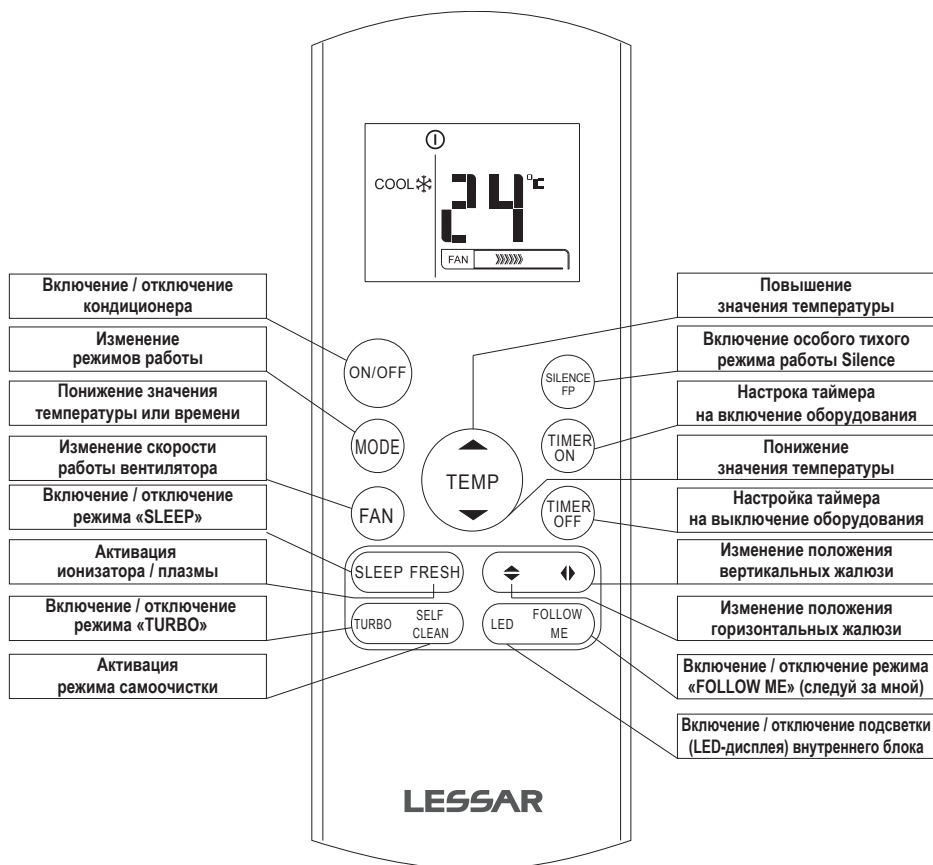 COOL
24°C
FAN
Включение / отключение
кондиционера
Изменение
режимов работы
Понижение значения
температуры или времени
Изменение скорости
работы вентилятора
Включение / отключение
режима «SLEEP»
Активация
ионизатора / плазмы
Включение / отключение
режима «TURBO»
Активация
режима самоочистки
ON/OFF
MODE
FAN
TEMP
SILENCE
FP
TIMER
ON
TIMER
OFF
SLEEP FRESH
TURBO
SELF
CLEAN
LED
FOLLOW
ME
Повышение
значения температуры
Включение особого тихого
режима работы Silence
Настрока таймера
на включение оборудования
Понижение
значения температуры
Настройка таймера
на выключение оборудования
Изменение положения
вертикальных жалюзи
Изменение положения
горизонтальных жалюзи
Включение / отключение режима
«FOLLOW ME» (следуй за мной)
Включение / отключение подсветки
(LED-дисплея) внутреннего блока
LESSAR